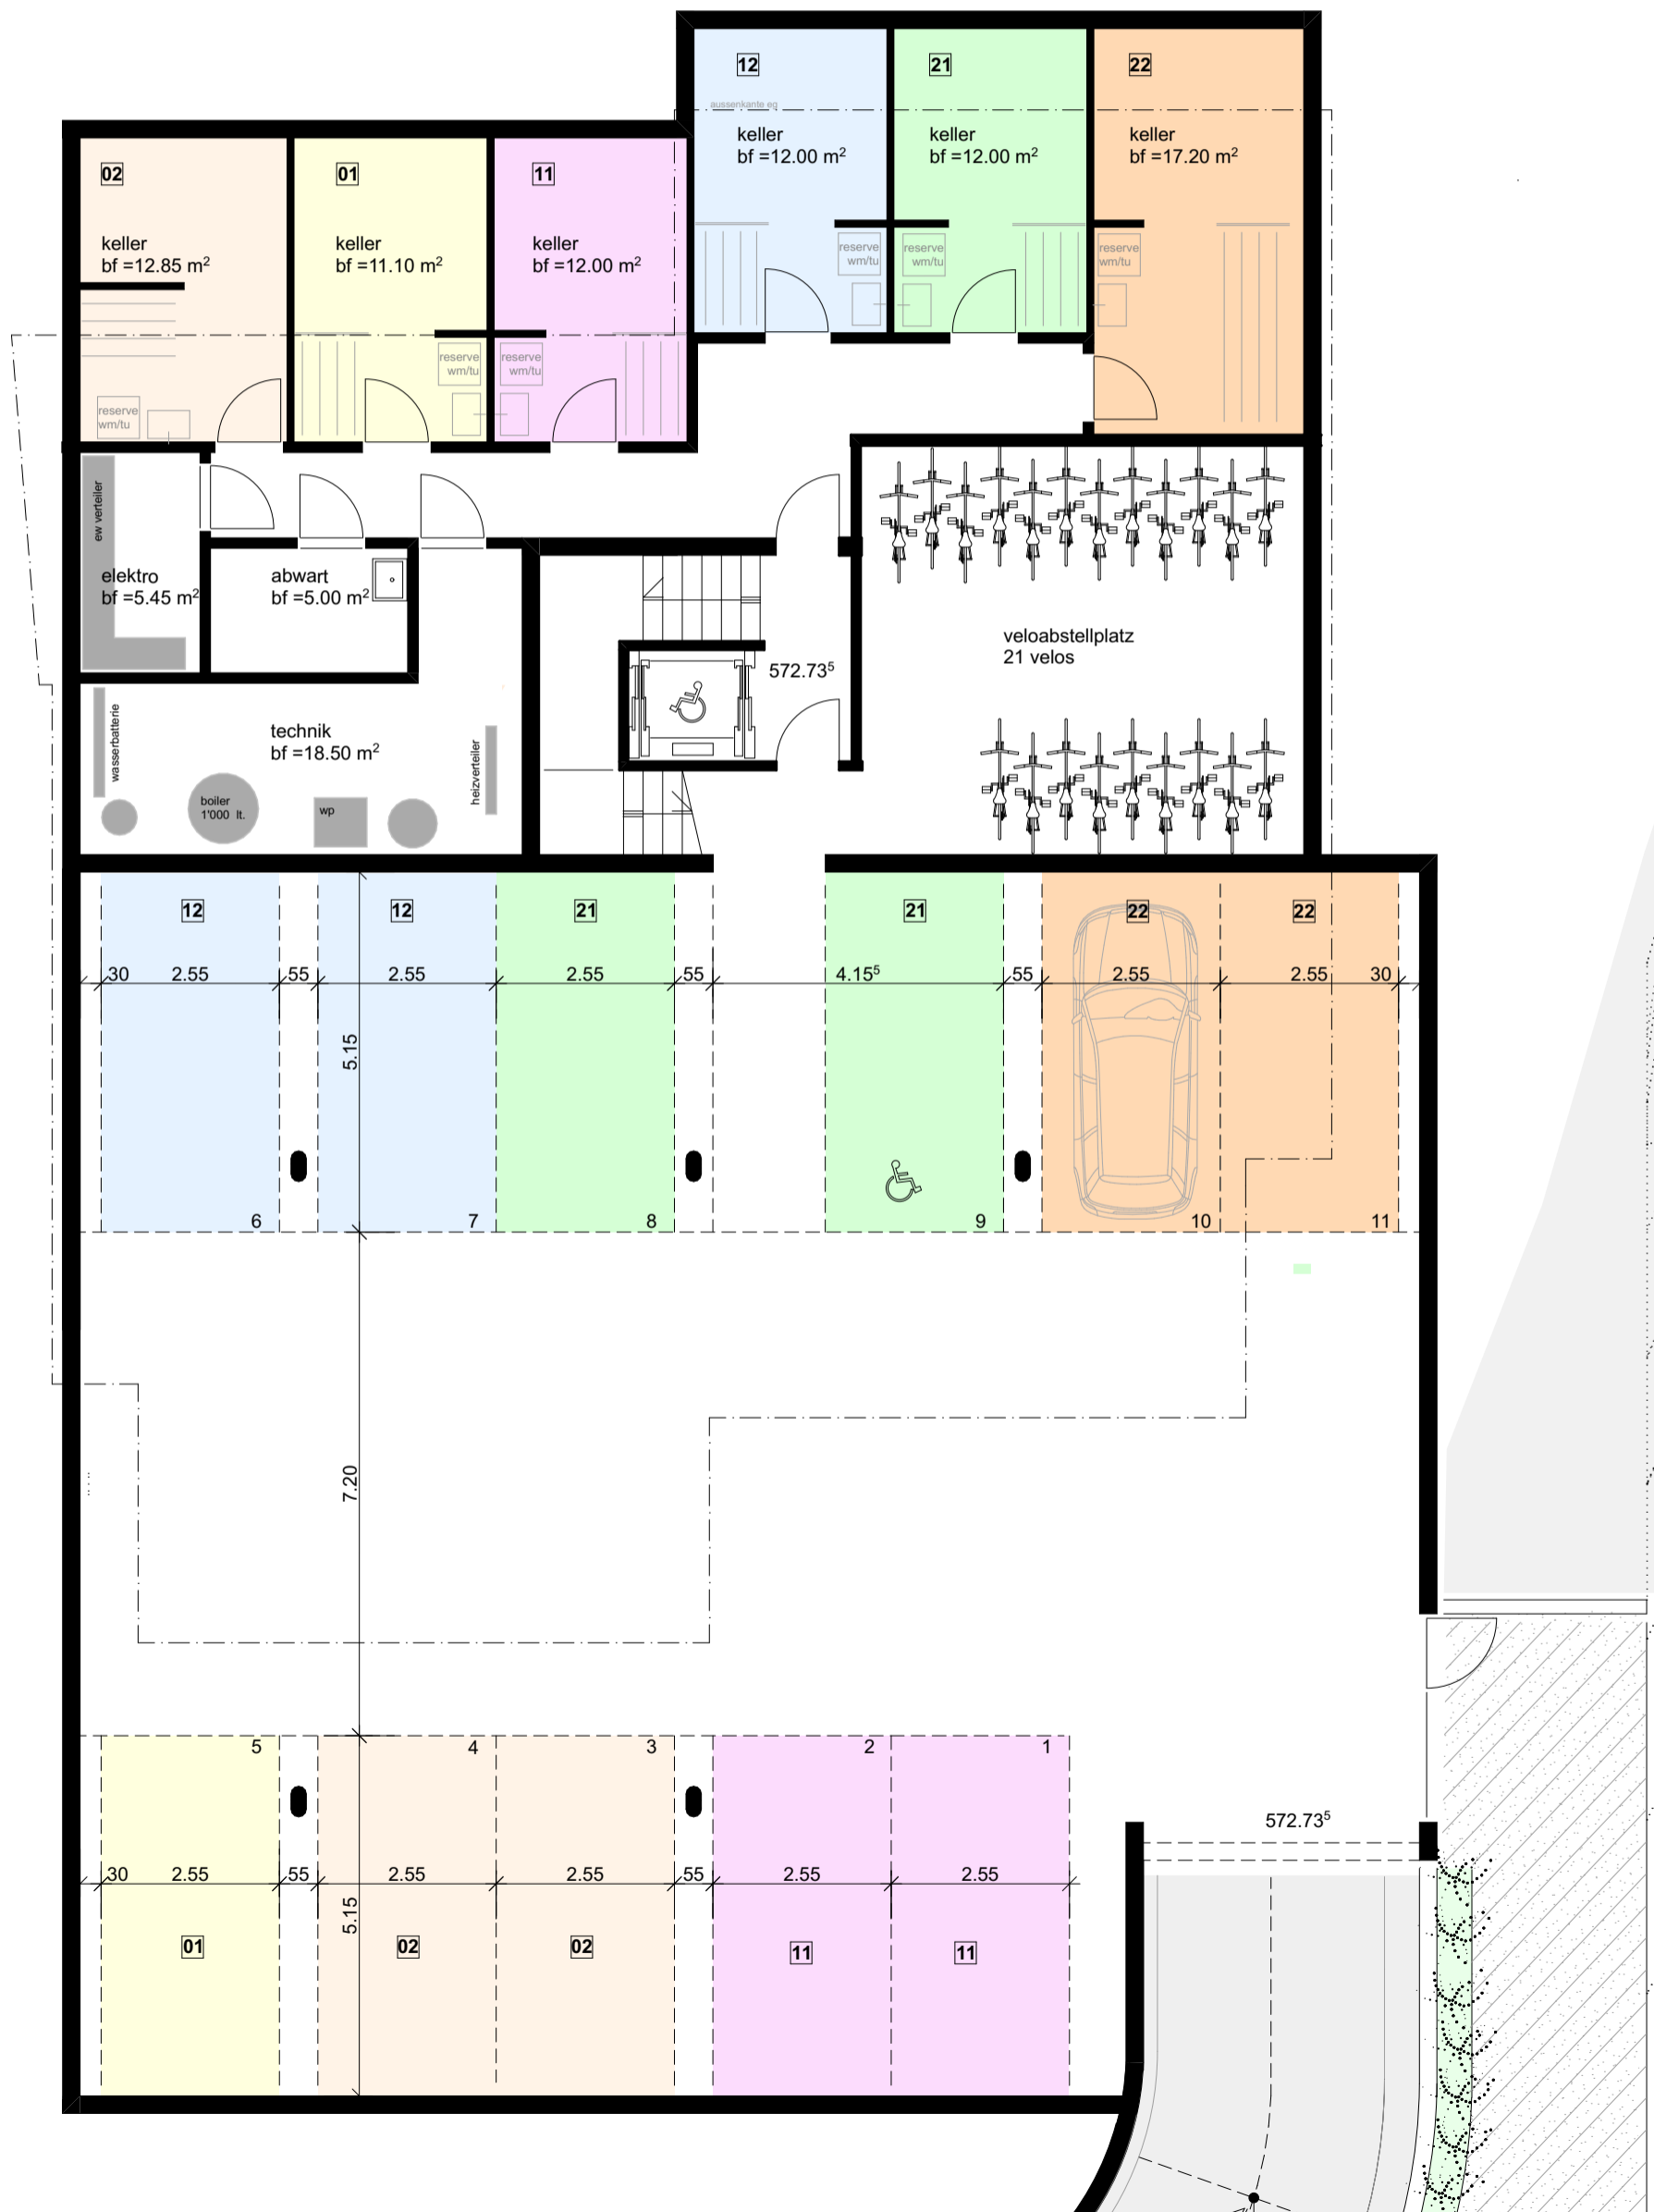 12
21
22
aussenkante eg
keller
bf =12.00 m²
keller
bf =12.00 m²
keller
bf =17.20 m²
02
01
11
keller
bf =12.85 m²
keller
bf =11.10 m²
keller
bf =12.00 m²
reserve
wm/tu
reserve
wm/tu
reserve
wm/tu
reserve
wm/tu
reserve
wm/tu
reserve
wm/tu
ew verteiler
elektro
bf =5.45 m²
abwart
bf =5.00 m²
veloabstellplatz
21 velos
572.73⁵
wasserbatterie
technik
bf =18.50 m²
heizverteiler
boiler
1'000 lt.
wp
12
12
21
21
22
22
30
2.55
55
2.55
2.55
55
4.15⁵
55
2.55
2.55
30
5.15
6
7
8
9
10
11
7.20
5
4
3
2
1
572.73⁵
30
2.55
55
2.55
2.55
55
2.55
2.55
5.15
01
02
02
11
11